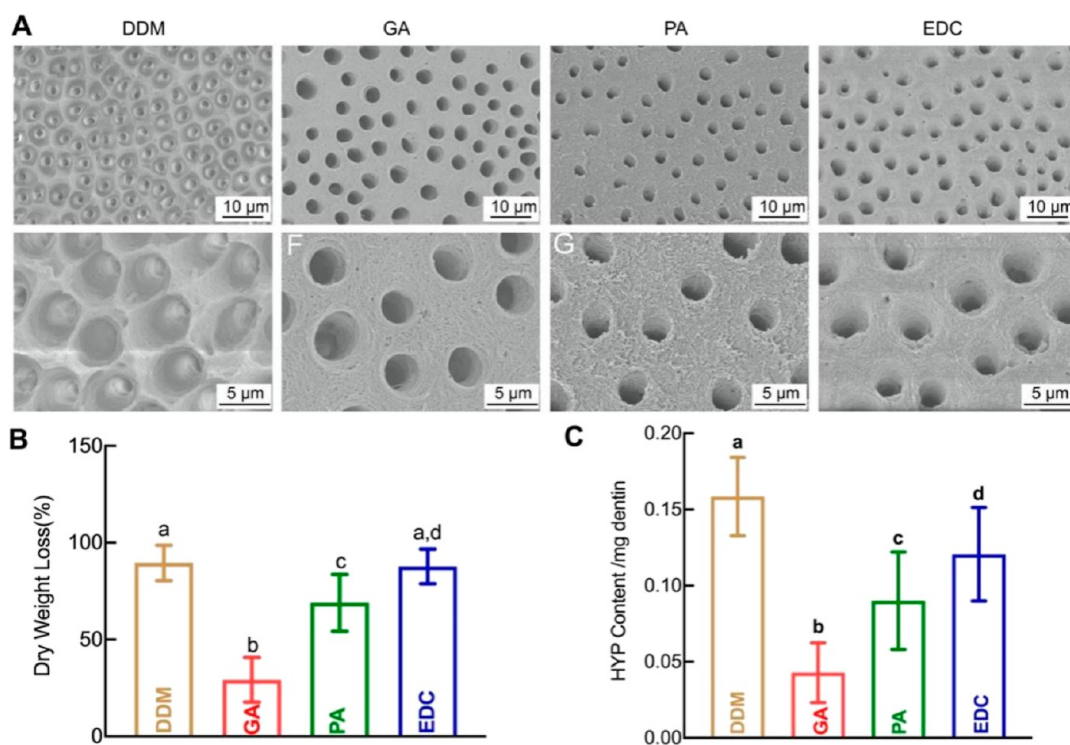 A
DDM
GA
PA
EDC
10 μm
10 μm
10 μm
10 μm
F
G
5 μm
5 μm
5 μm
5 μm
B
150
100
50
0
Dry Weight Loss(%)
a
b
c
a,d
DDM
GA
PA
EDC
C
0.20
0.15
0.10
0.05
0.00
HYP Content /mg dentin
a
b
c
d
DDM
GA
PA
EDC